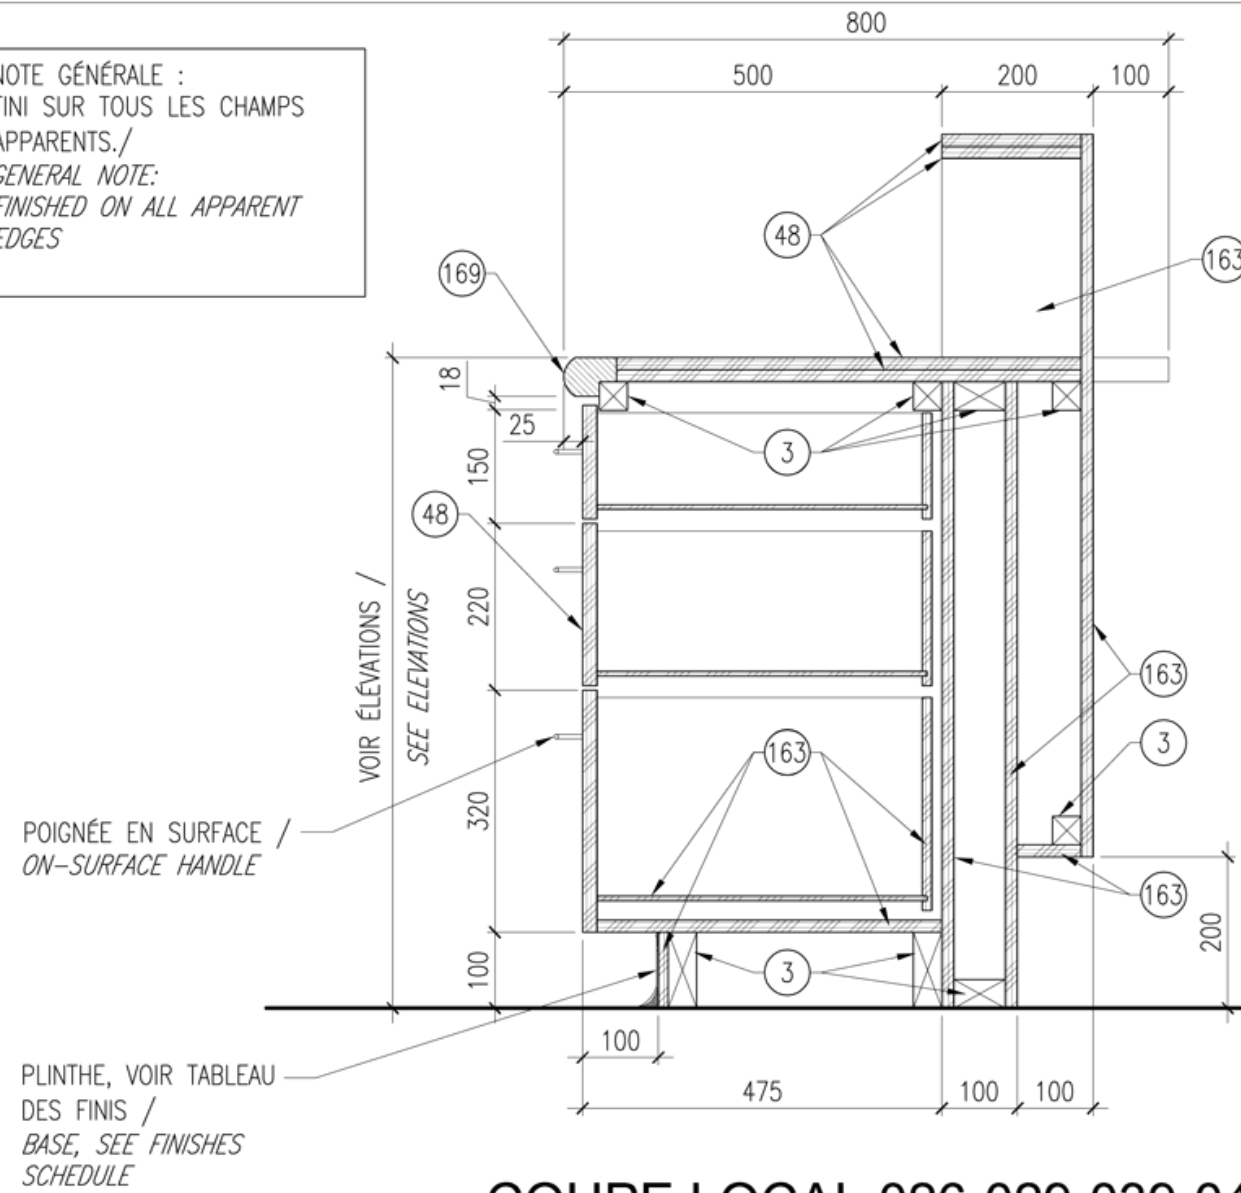 800
500
200
100
NOTE GÉNÉRALE :
FINI SUR TOUS LES CHAMPS
APPARENTS./
GENERAL NOTE:
FINISHED ON ALL APPARENT
EDGES
48
163
169
18
25
3
150
48
VOIR ÉLÉVATIONS /
SEE ELEVATIONS
220
163
3
163
320
POIGNÉE EN SURFACE /
ON-SURFACE HANDLE
163
200
3
100
100
PLINTHE, VOIR TABLEAU
DES FINIS /
BASE, SEE FINISHES
SCHEDULE
475
100
100
COUPE LOCAL